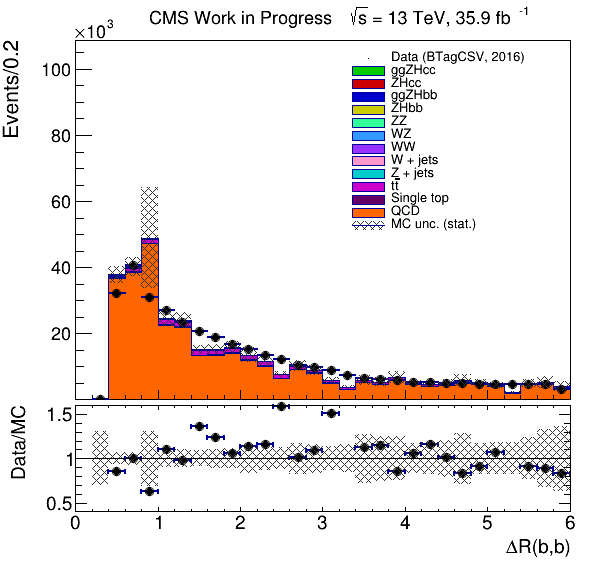 CMS Work in Progress √s = 13 TeV, 35.9 fb⁻¹
×10³
Events/0.2
100
80
60
40
20
Data (BTagCSV, 2016)
ggZHcc
ZHcc
ggZHbb
ZHbb
ZZ
WZ
WW
W + jets
Z + jets
tt̄
Single top
QCD
MC unc. (stat.)
Data/MC
1.5
1
0.5
0 1 2 3 4 5 6
ΔR(b,b)